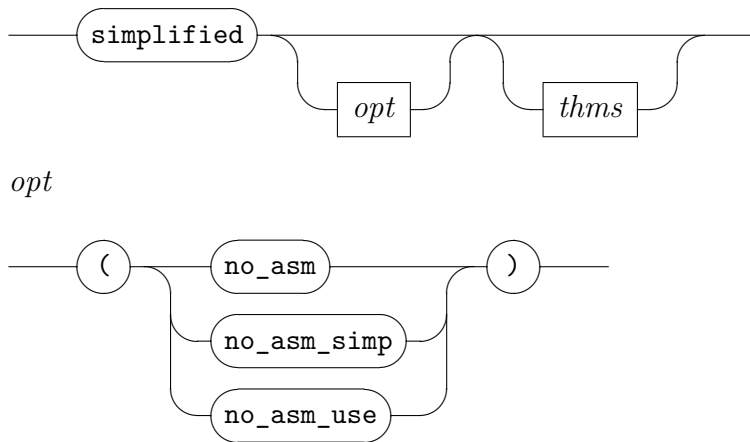 simplified
opt thms
opt
( no_asm )
no_asm_simp
no_asm_use